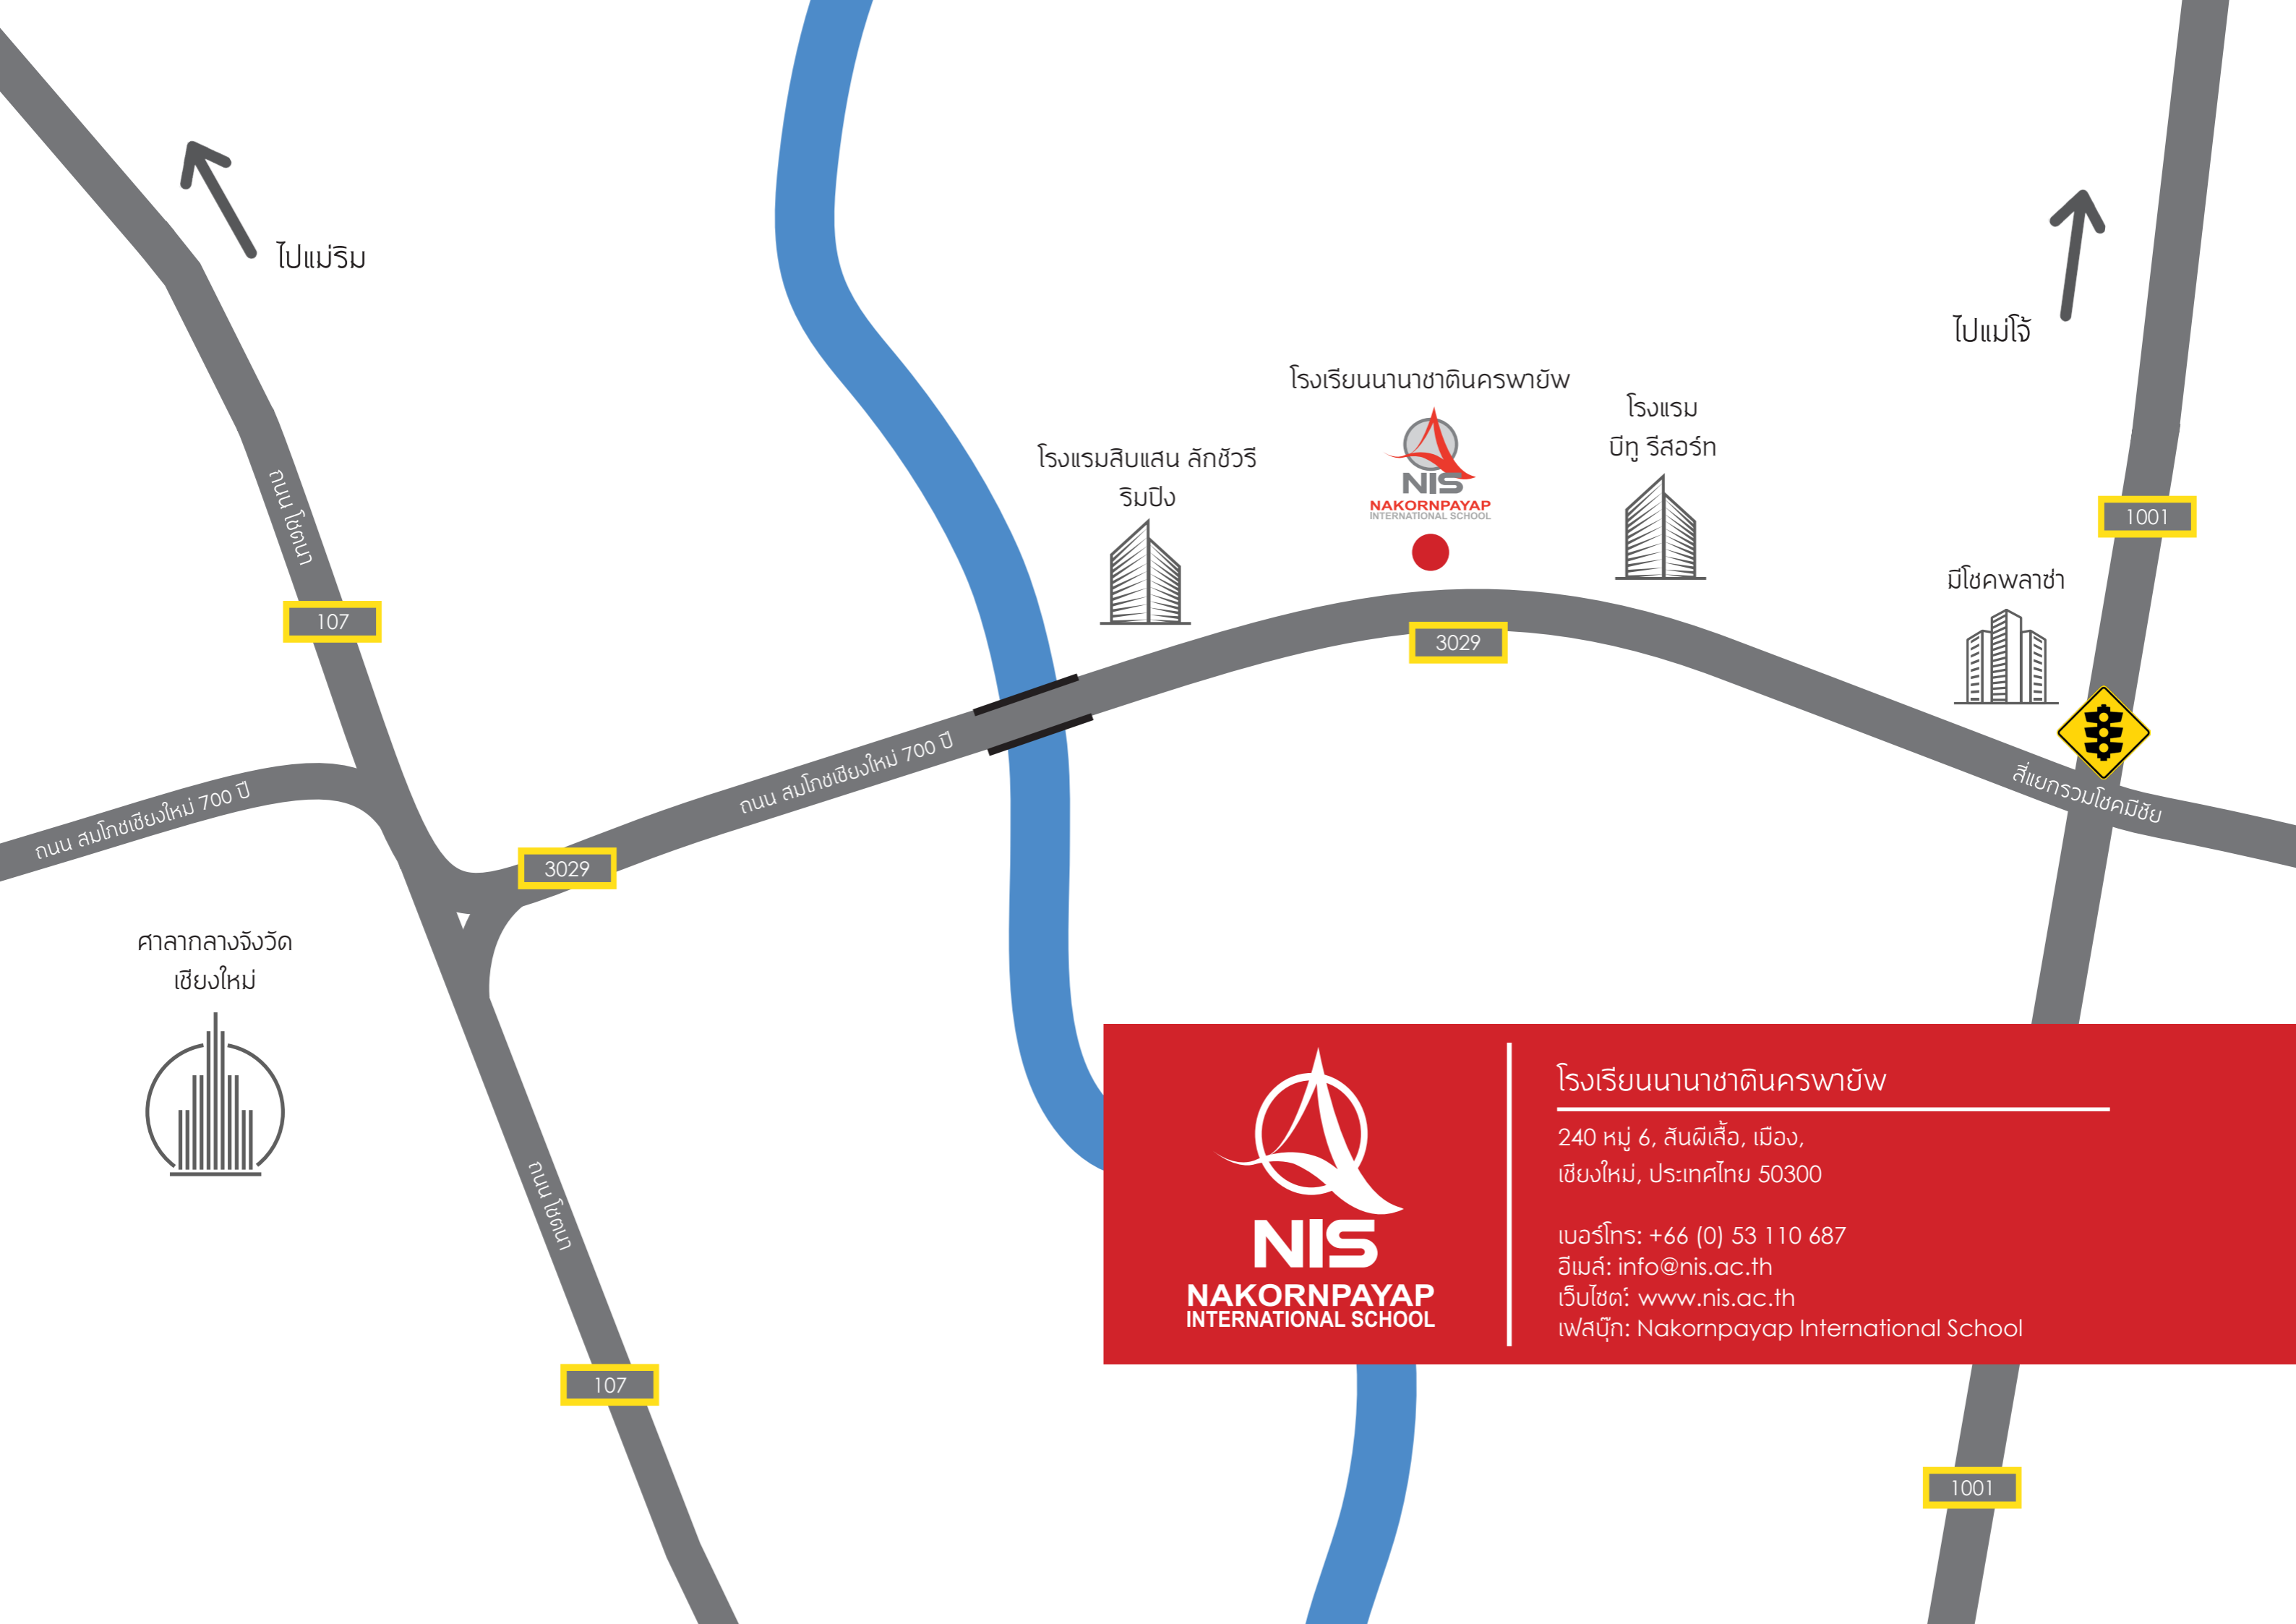 ไปแม่ริม
ไปแม่โจ้
โรงเรียนนานาชาตินครพายัพ
NIS
NAKORNPAYAP
INTERNATIONAL SCHOOL
โรงแรม
บีทู รีสอร์ท
โรงแรมสิบแสน ลักชัวรี
ริมปิง
ถนน โชตนา
1001
มีโชคพลาซ่า
107
3029
ถนน สมโภชเชียงใหม่ 700 ปี
ถนน สมโภชเชียงใหม่ 700 ปี
สี่แยกรวมโชคมีชัย
3029
ศาลากลางจังวัด
เชียงใหม่
ถนน โชตนา
107
NIS
NAKORNPAYAP
INTERNATIONAL SCHOOL
โรงเรียนนานาชาตินครพายัพ
240 หมู่ 6, สันผีเสื้อ, เมือง,
เชียงใหม่, ประเทศไทย 50300
เบอร์โทร: +66 (0) 53 110 687
อีเมล์: info@nis.ac.th
เว็บไซต์: www.nis.ac.th
เฟสบุ๊ก: Nakornpayap International School
1001